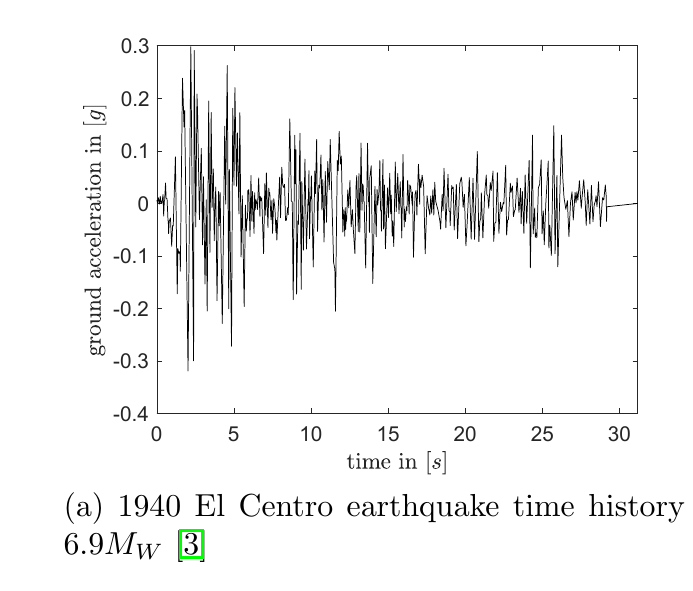 0.3
0.2
0.1
0
-0.1
-0.2
-0.3
-0.4
ground acceleration in [g]
0 5 10 15 20 25 30
time in [s]
(a) 1940 El Centro earthquake time history
6.9M_W [3]